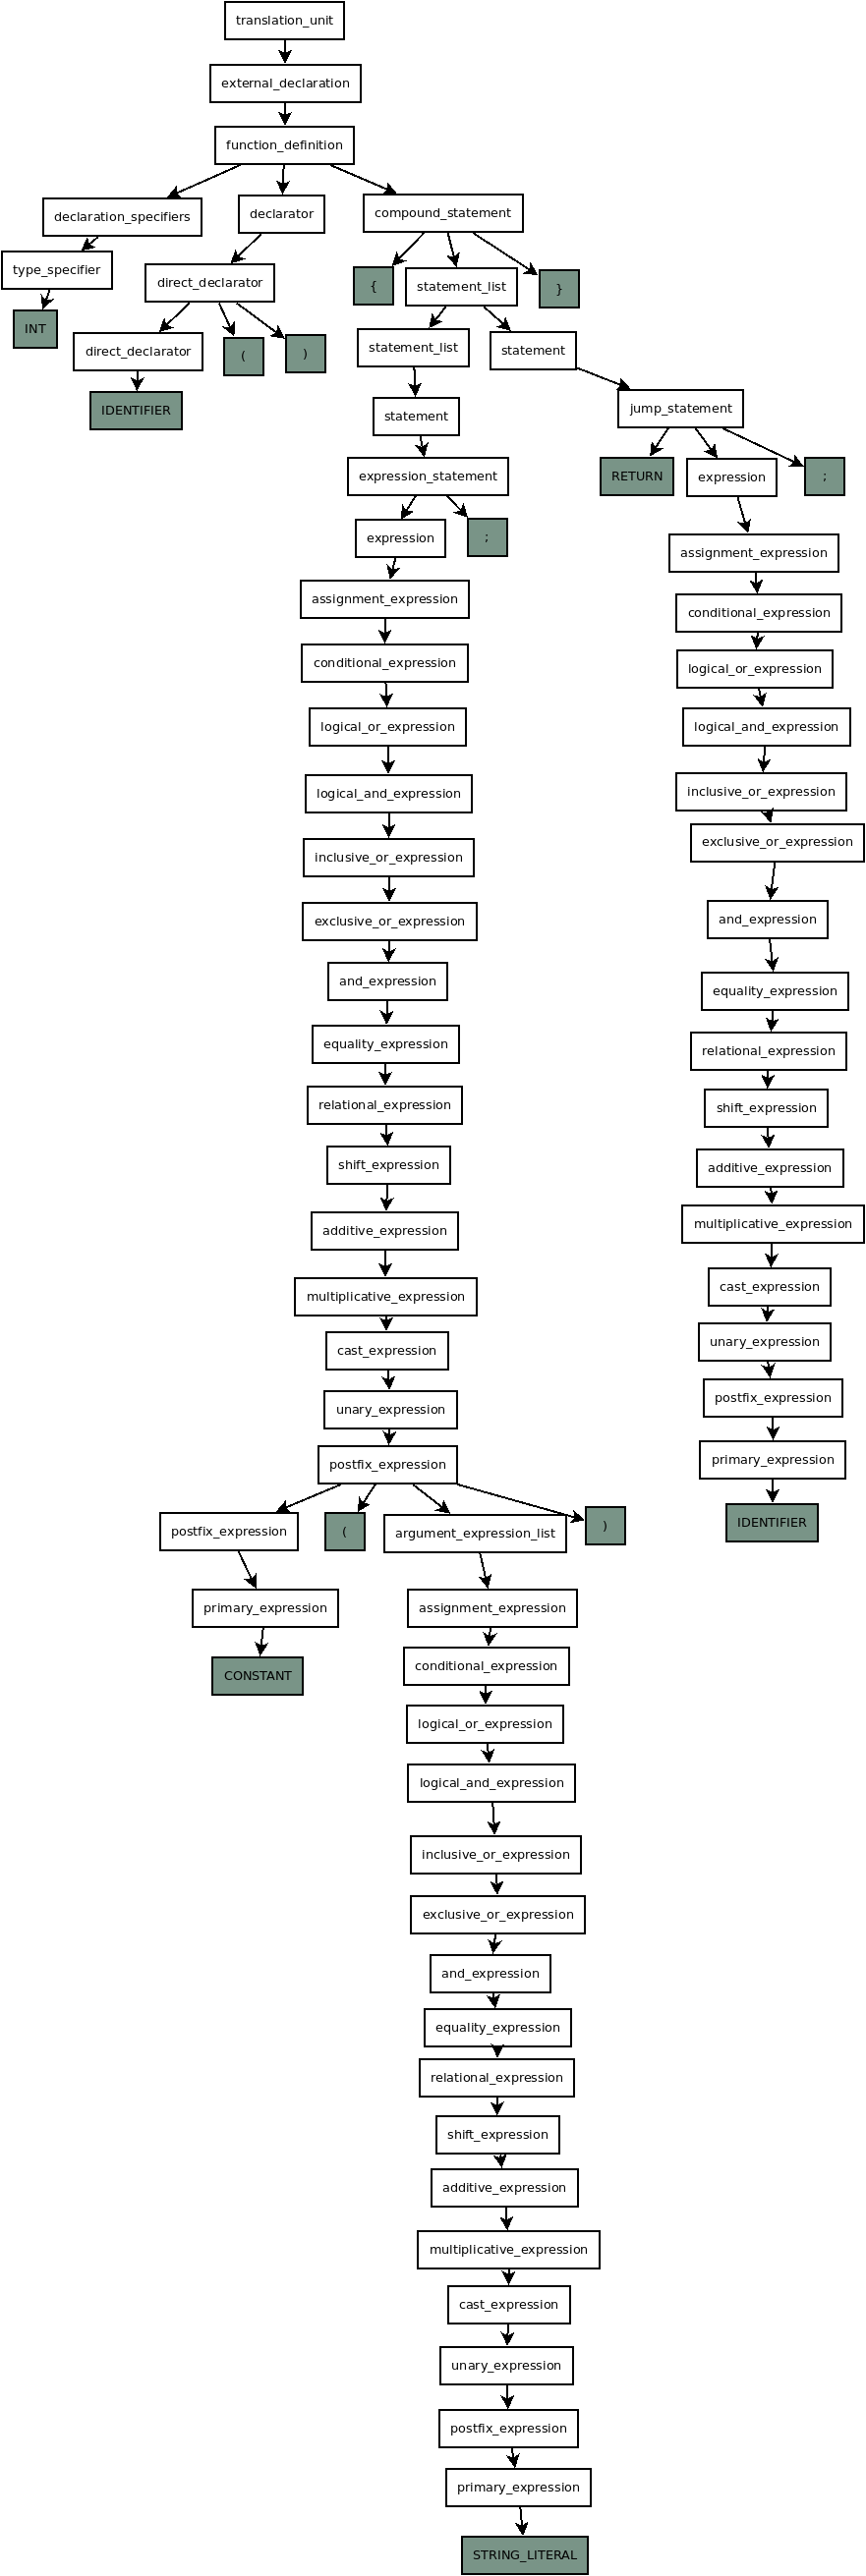 translation_unit
external_declaration
function_definition
declaration_specifiers
declarator
compound_statement
type_specifier
direct_declarator
{
statement_list
}
INT
direct_declarator
(
)
statement_list
statement
IDENTIFIER
statement
jump_statement
expression_statement
RETURN
expression
;
expression
;
assignment_expression
assignment_expression
conditional_expression
conditional_expression
logical_or_expression
logical_or_expression
logical_and_expression
logical_and_expression
inclusive_or_expression
inclusive_or_expression
exclusive_or_expression
exclusive_or_expression
and_expression
and_expression
equality_expression
equality_expression
relational_expression
relational_expression
shift_expression
shift_expression
additive_expression
additive_expression
multiplicative_expression
multiplicative_expression
cast_expression
cast_expression
unary_expression
unary_expression
postfix_expression
postfix_expression
primary_expression
postfix_expression
(
argument_expression_list
)
IDENTIFIER
primary_expression
assignment_expression
CONSTANT
conditional_expression
logical_or_expression
logical_and_expression
inclusive_or_expression
exclusive_or_expression
and_expression
equality_expression
relational_expression
shift_expression
additive_expression
multiplicative_expression
cast_expression
unary_expression
postfix_expression
primary_expression
STRING_LITERAL